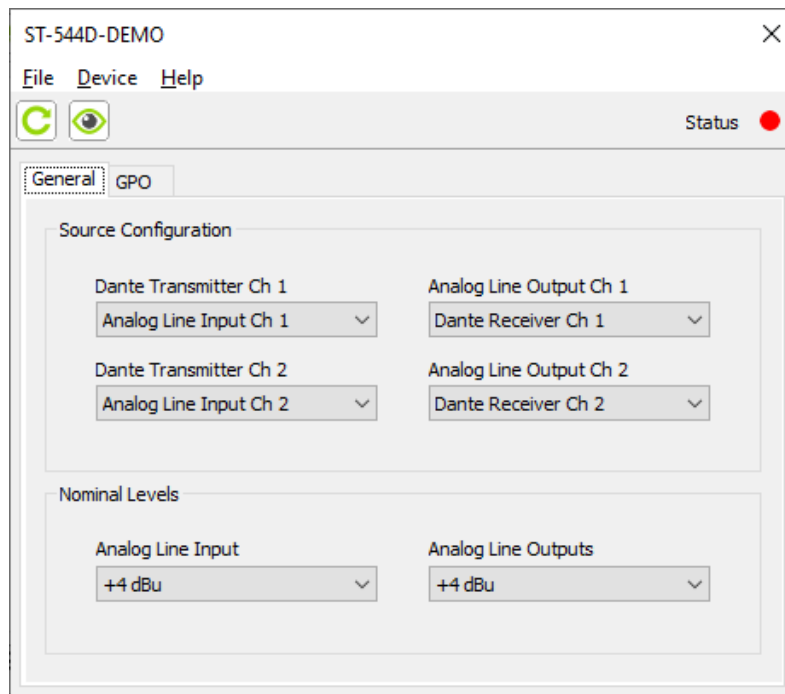 ST-544D-DEMO
File Device Help
Status
General GPO
Source Configuration
Dante Transmitter Ch 1 Analog Line Output Ch 1
Analog Line Input Ch 1 Dante Receiver Ch 1
Dante Transmitter Ch 2 Analog Line Output Ch 2
Analog Line Input Ch 2 Dante Receiver Ch 2
Nominal Levels
Analog Line Input Analog Line Outputs
+4 dBu +4 dBu